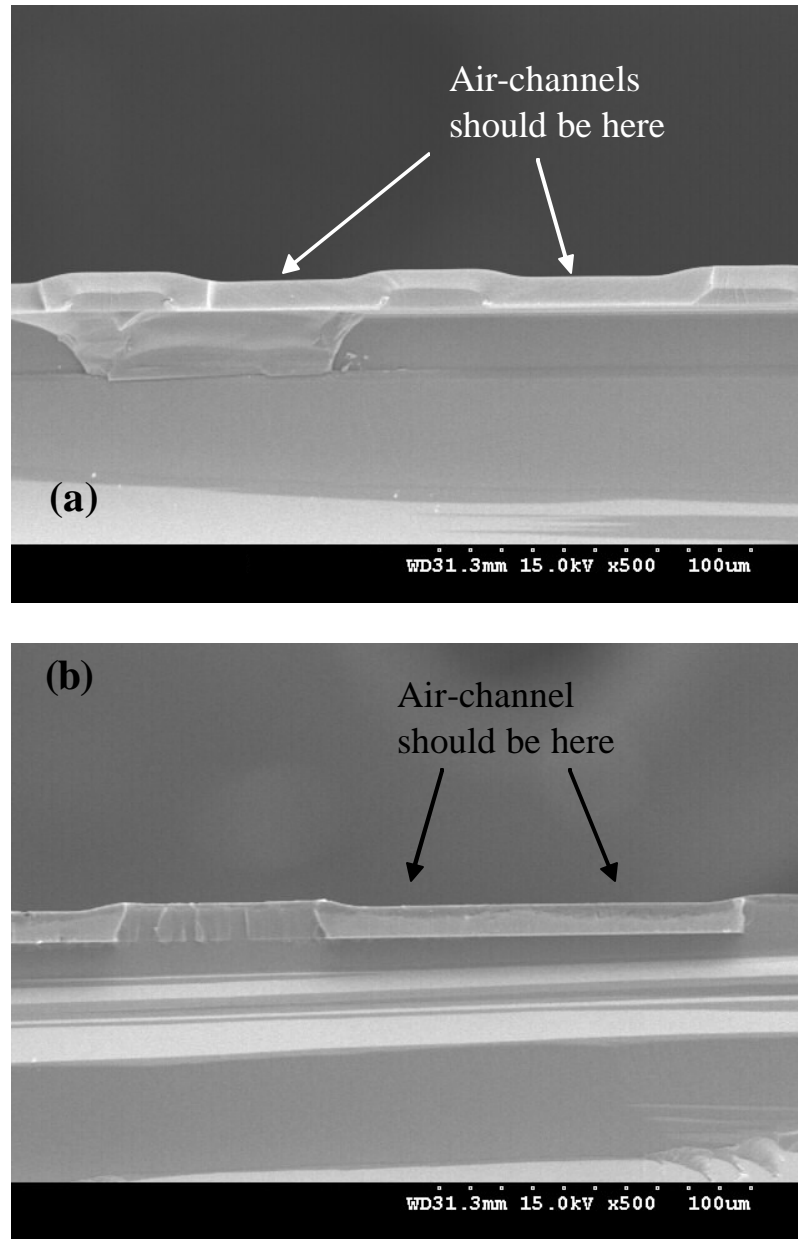 Air-channels
should be here
(a)
WD31.3mm 15.0kV x500 100um
(b)
Air-channel
should be here
WD31.3mm 15.0kV x500 100um